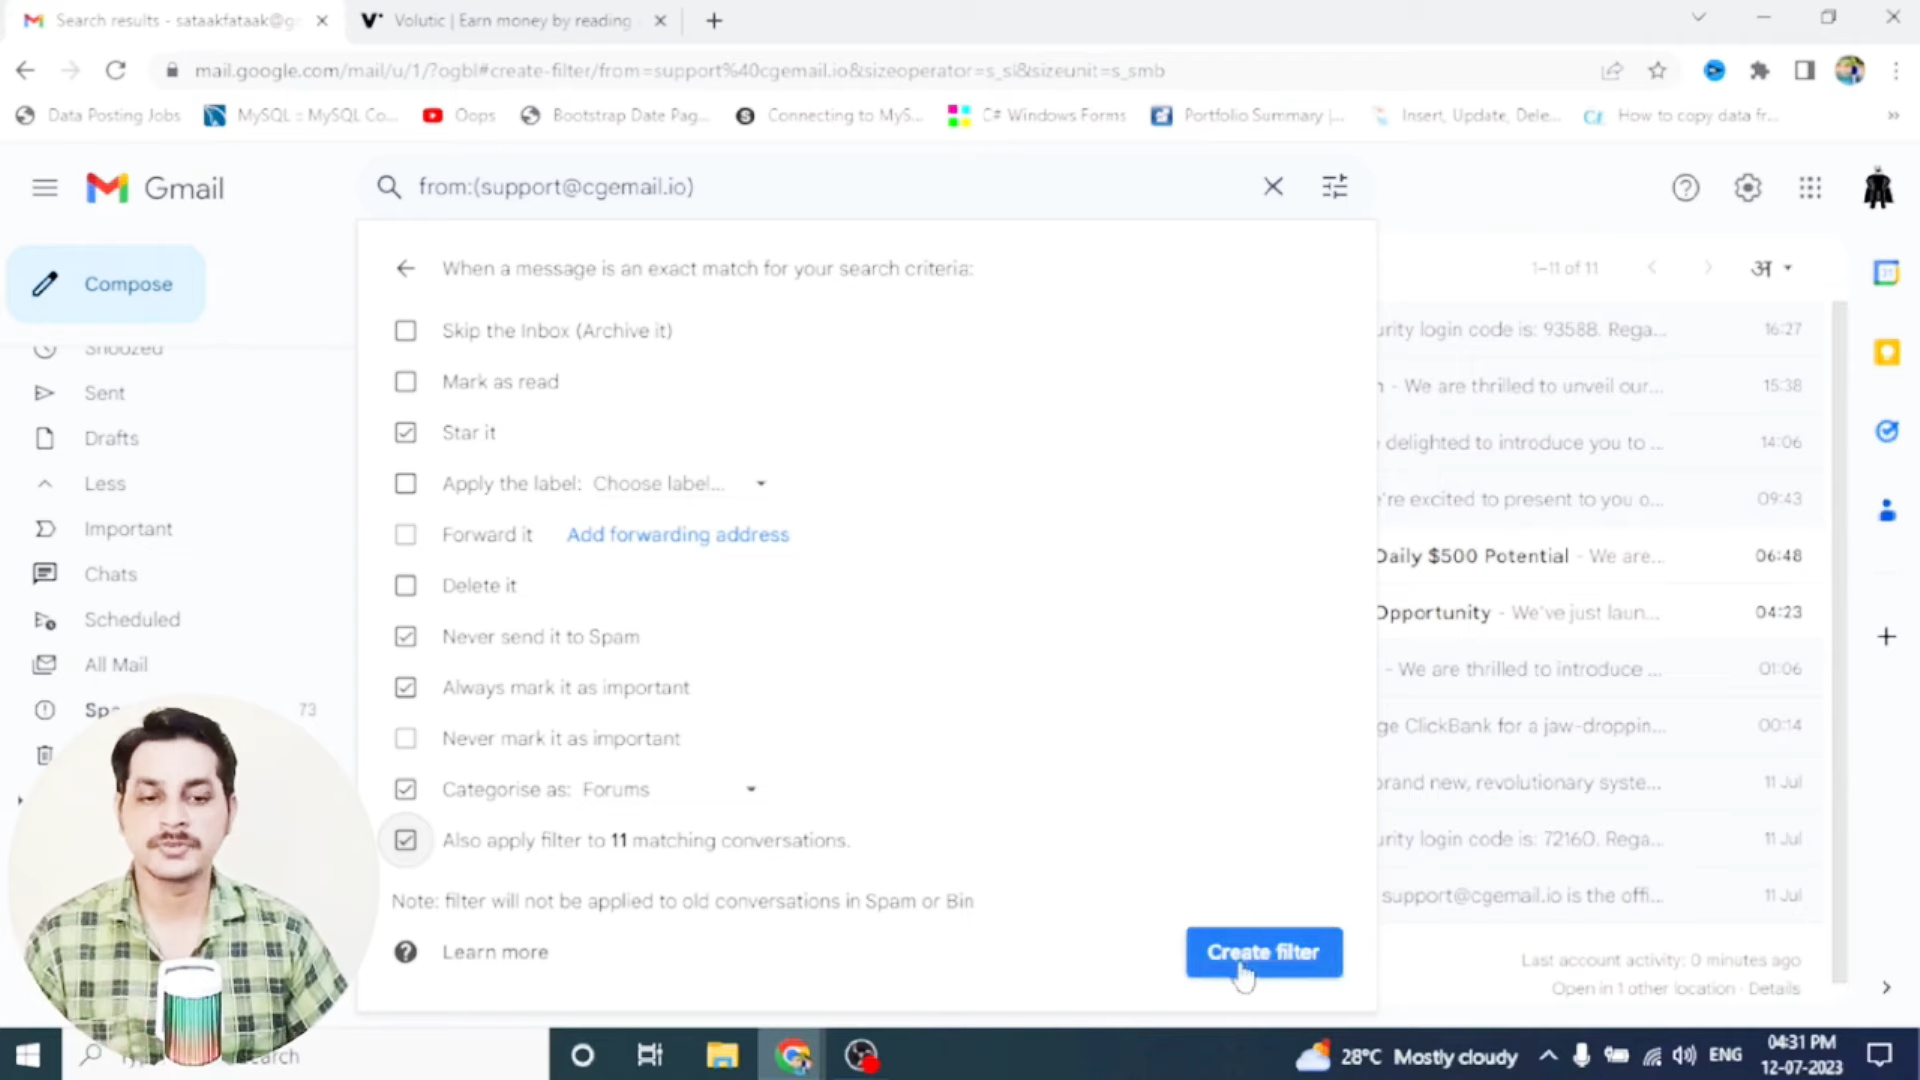 Search results - sataakfataak@g
Volutic | Earn money by reading
mail.google.com/mail/u/1/?ogbl#create-filter/from=support%40cgemail.io&sizeoperator=s_sl&sizeunit=s_smb
Data Posting Jobs
MySQL :: MySQL Co...
Oops
Bootstrap Date Pag...
Connecting to MyS...
C# Windows Forms
Portfolio Summary |...
Insert, Update, Dele...
How to copy data fr...
»
Gmail
from:(support@cgemail.io)
Compose
Snoozed
Sent
Drafts
Less
Important
Chats
Scheduled
All Mail
Sp
73
When a message is an exact match for your search criteria:
Skip the Inbox (Archive it)
Mark as read
Star it
Apply the label: Choose label...
Forward it Add forwarding address
Delete it
Never send it to Spam
Always mark it as important
Never mark it as important
Categorise as: Forums
Also apply filter to 11 matching conversations.
Note: filter will not be applied to old conversations in Spam or Bin
Learn more
Create filter
1–11 of 11
अ
urity login code is: 93588. Rega... 16:27
- We are thrilled to unveil our... 15:38
delighted to introduce you to ... 14:06
're excited to present to you o... 09:43
Daily $500 Potential - We are... 06:48
Opportunity - We've just laun... 04:23
- We are thrilled to introduce ... 01:06
ge ClickBank for a jaw-droppin... 00:14
brand new, revolutionary syste... 11 Jul
urity login code is: 72160. Rega... 11 Jul
support@cgemail.io is the offi... 11 Jul
Last account activity: 0 minutes ago
Open in 1 other location · Details
31
28°C Mostly cloudy
ENG
04:31 PM
12-07-2023